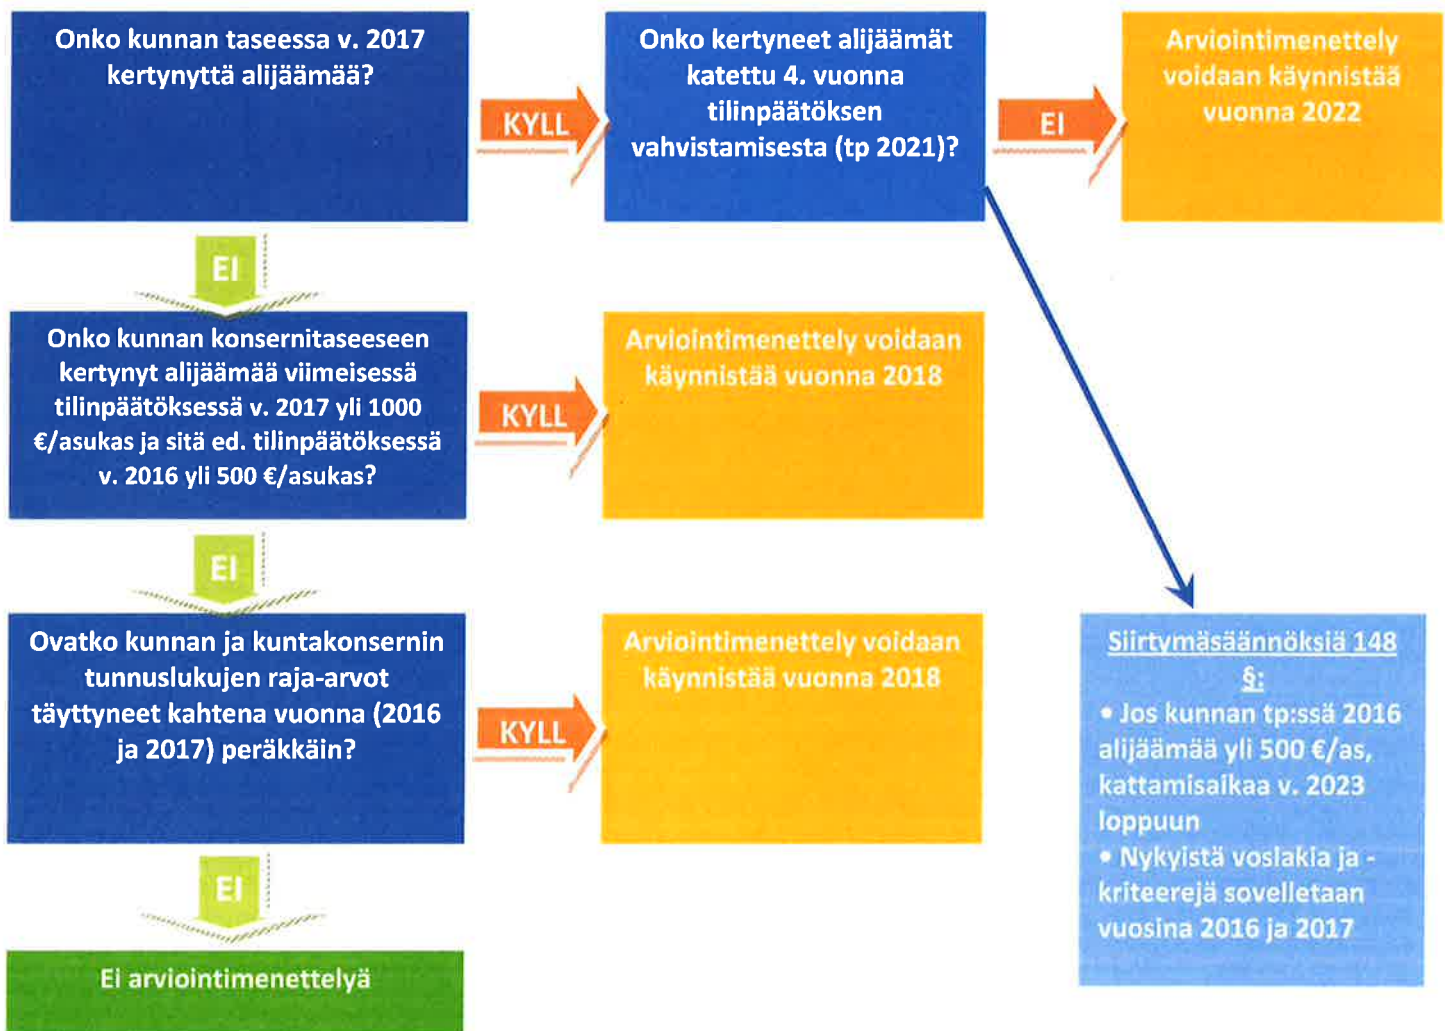 Onko kunnan taseessa v. 2017
kertynyttä alijäämää?
KYLL
Onko kertyneet alijäämät
katettu 4. vuonna
tilinpäätöksen
vahvistamisesta (tp 2021)?
EI
Arviointimenettely
voidaan käynnistää
vuonna 2022
EI
Onko kunnan konsernitaseeseen
kertynyt alijäämää viimeisessä
tilinpäätöksessä v. 2017 yli 1000
€/asukas ja sitä ed. tilinpäätöksessä
v. 2016 yli 500 €/asukas?
KYLL
Arviointimenettely voidaan
käynnistää vuonna 2018
EI
Ovatko kunnan ja kuntakonsernin
tunnuslukujen raja-arvot
täyttyneet kahtena vuonna (2016
ja 2017) peräkkäin?
KYLL
Arviointimenettely voidaan
käynnistää vuonna 2018
Siirtymäsäännöksiä 148
§:
• Jos kunnan tp:ssä 2016
alijäämää yli 500 €/as,
kattamisaikaa v. 2023
loppuun
• Nykyistä voslakia ja -
kriteerejä sovelletaan
vuosina 2016 ja 2017
EI
Ei arviointimenettelyä